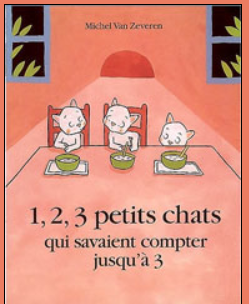 Michel Van Zeveren
1, 2, 3 petits chats
qui savaient compter
jusqu'à 3